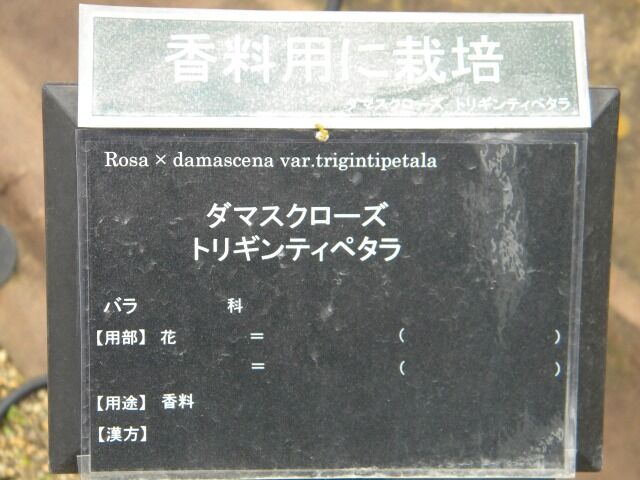 香料用に栽培
ダマスクローズ トリギンティペタラ
Rosa × damascena var.trigintipetala
ダマスクローズ
トリギンティペタラ
バラ 科
【用部】 花 ＝ （ ）
＝ （ ）
【用途】 香料
【漢方】